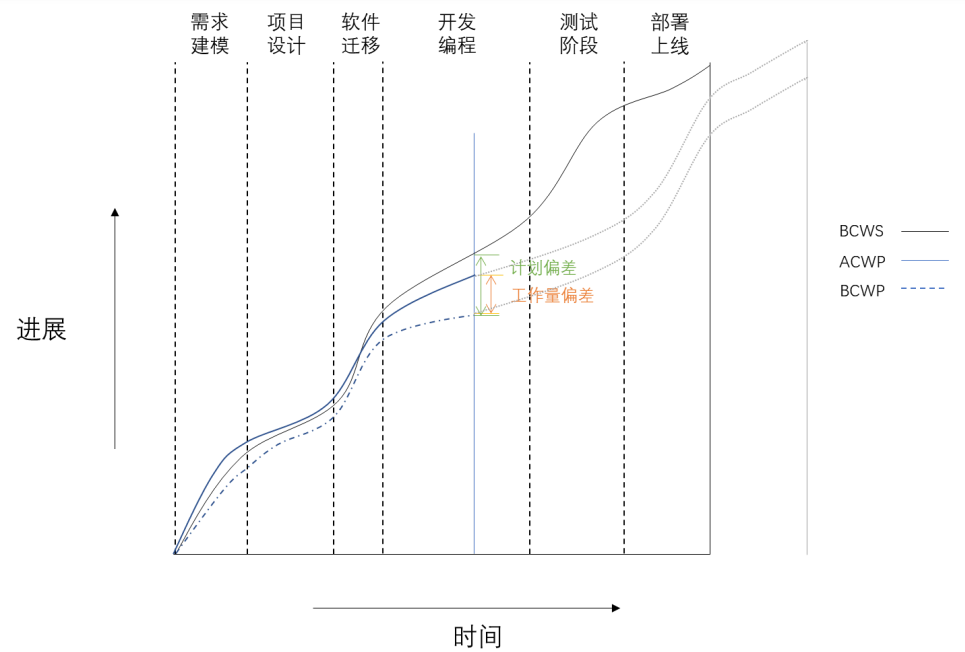 需求
建模
项目
设计
软件
迁移
开发
编程
测试
阶段
部署
上线
BCWS
ACWP
BCWP
计划偏差
工作量偏差
进展
时间